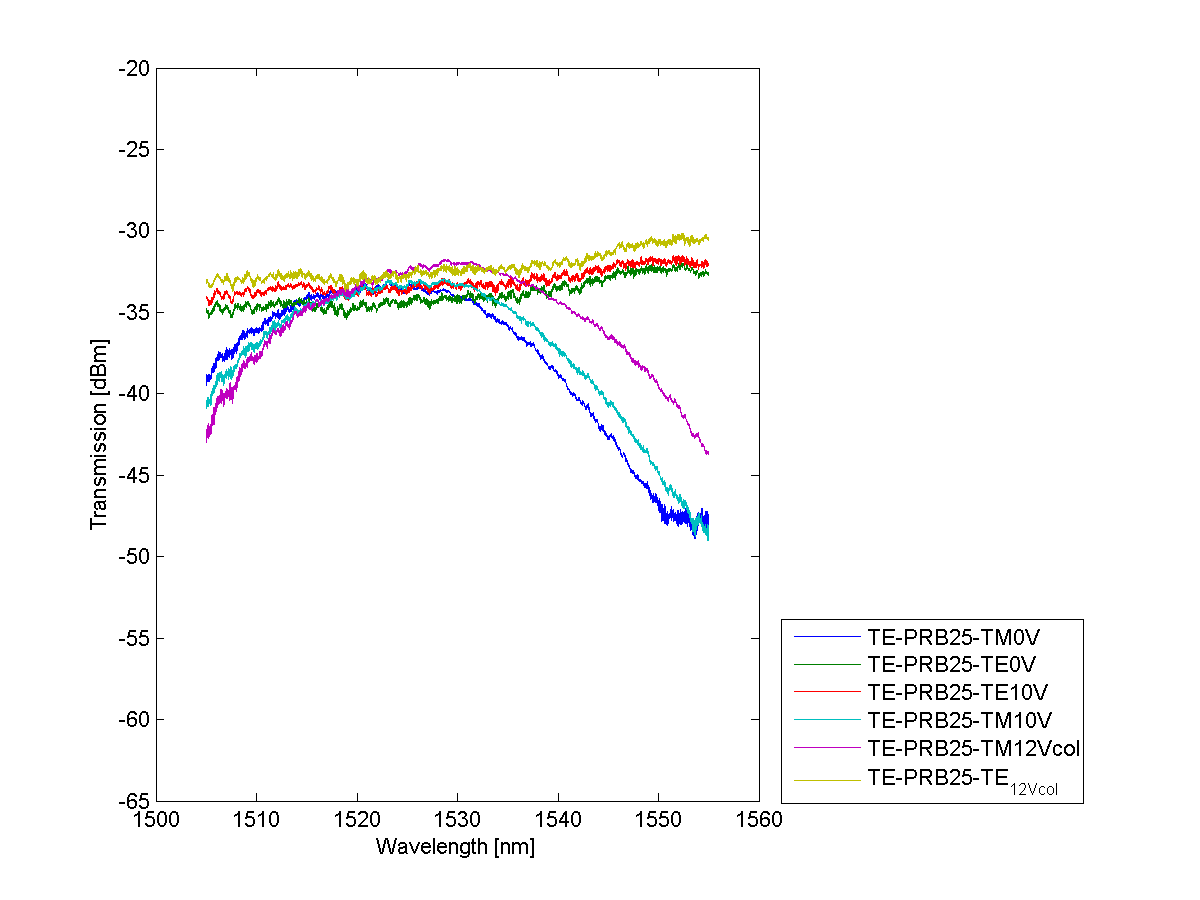 -20
-25
-30
-35
-40
-45
-50
-55
-60
-65
1500 1510 1520 1530 1540 1550 1560
Transmission [dBm]
Wavelength [nm]
TE-PRB25-TM0V
TE-PRB25-TE0V
TE-PRB25-TE10V
TE-PRB25-TM10V
TE-PRB25-TM12Vcol
TE-PRB25-TE12Vcol